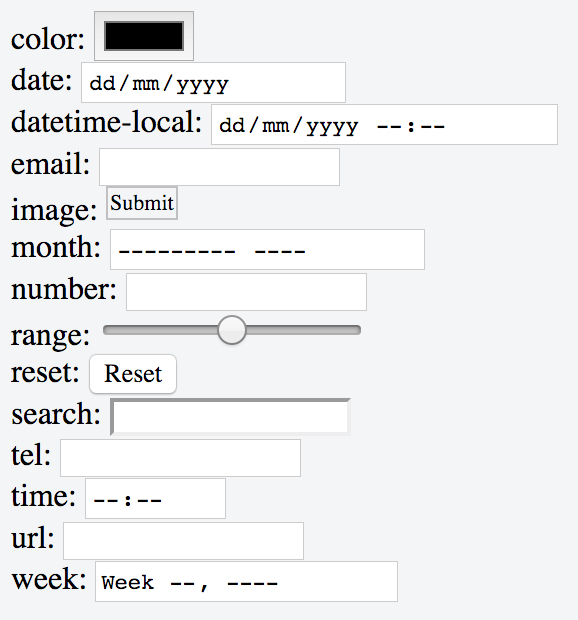 color:
date: dd/mm/yyyy
datetime-local: dd/mm/yyyy --:--
email:
image: Submit
month: --------- ----
number:
range:
reset: Reset
search:
tel:
time: --:--
url:
week: Week --, ----